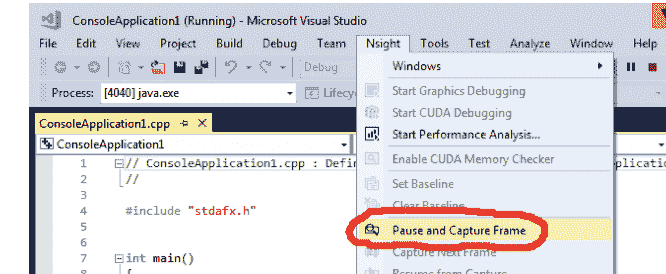 ConsoleApplication1 (Running) - Microsoft Visual Studio
File Edit View Project Build Debug Team Nsight Tools Test Analyze Window Help
Debug
Windows
Process: [4040] java.exe
Lifecyc
Start Graphics Debugging
Start CUDA Debugging
ConsoleApplication1.cpp
Start Performance Analysis...
ConsoleApplication1
Enable CUDA Memory Checker
1 // ConsoleApplication1.cpp : Defin
plication
2 //
Set Baseline
3
Clear Baseline
4 #include "stdafx.h"
5
Pause and Capture Frame
6
Capture Next Frame
7 int main()
8 {
Resume from Capture